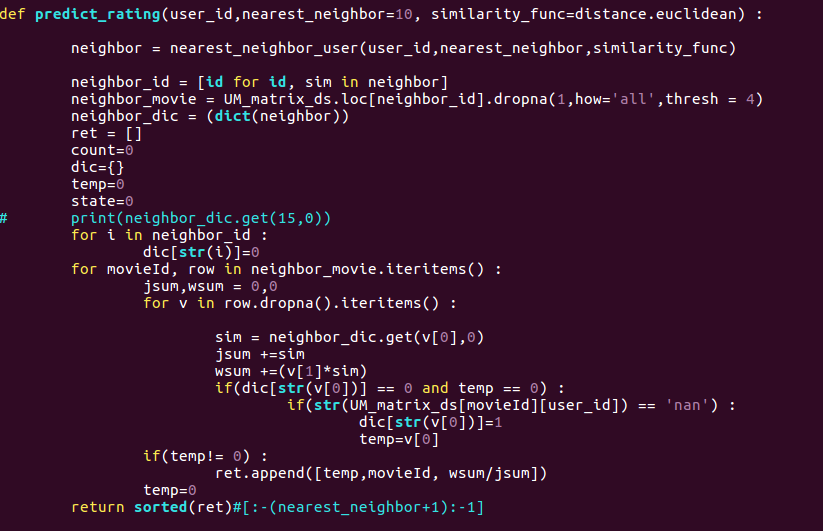 def predict_rating(user_id,nearest_neighbor=10, similarity_func=distance.euclidean) :
        neighbor = nearest_neighbor_user(user_id,nearest_neighbor,similarity_func)
        neighbor_id = [id for id, sim in neighbor]
        neighbor_movie = UM_matrix_ds.loc[neighbor_id].dropna(1,how='all',thresh = 4)
        neighbor_dic = (dict(neighbor))
        ret = []
        count=0
        dic={}
        temp=0
        state=0
#       print(neighbor_dic.get(15,0))
        for i in neighbor_id :
                dic[str(i)]=0
        for movieId, row in neighbor_movie.iteritems() :
                jsum,wsum = 0,0
                for v in row.dropna().iteritems() :
                        sim = neighbor_dic.get(v[0],0)
                        jsum +=sim
                        wsum +=(v[1]*sim)
                        if(dic[str(v[0])] == 0 and temp == 0) :
                                if(str(UM_matrix_ds[movieId][user_id]) == 'nan') :
                                        dic[str(v[0])]=1
                                        temp=v[0]
                if(temp!= 0) :
                        ret.append([temp,movieId, wsum/jsum])
                temp=0
        return sorted(ret)#[:-(nearest_neighbor+1):-1]